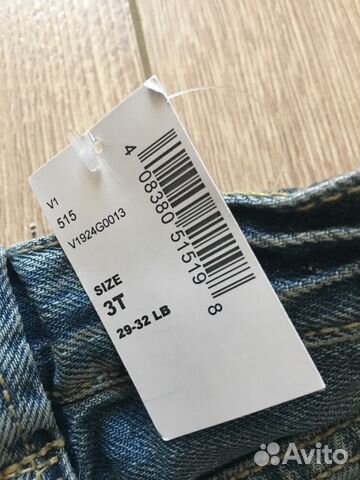 V1
515
V1924G0013
SIZE
3T
29-32 LB
4 08380 51519 8
Avito